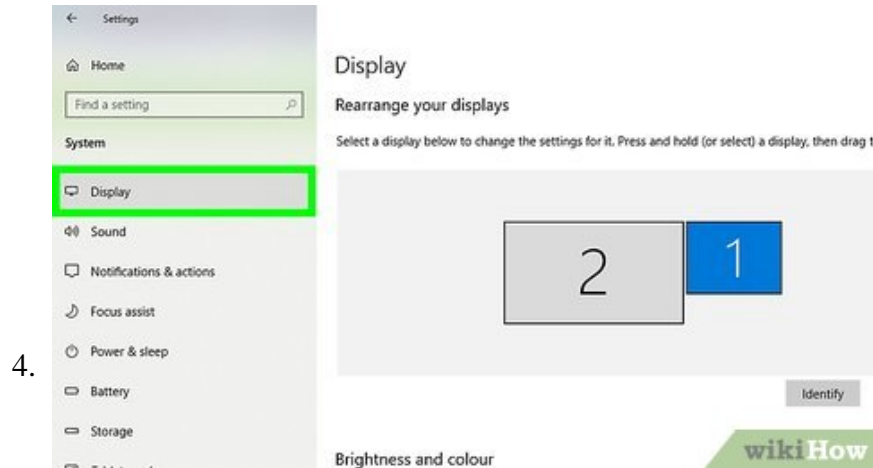 Settings
Home
Find a setting
System
Display
Sound
Notifications & actions
Focus assist
Power & sleep
Battery
Storage
4.
Display
Rearrange your displays
Select a display below to change the settings for it. Press and hold (or select) a display, then drag t
2
1
Identify
Brightness and colour
wikiHow